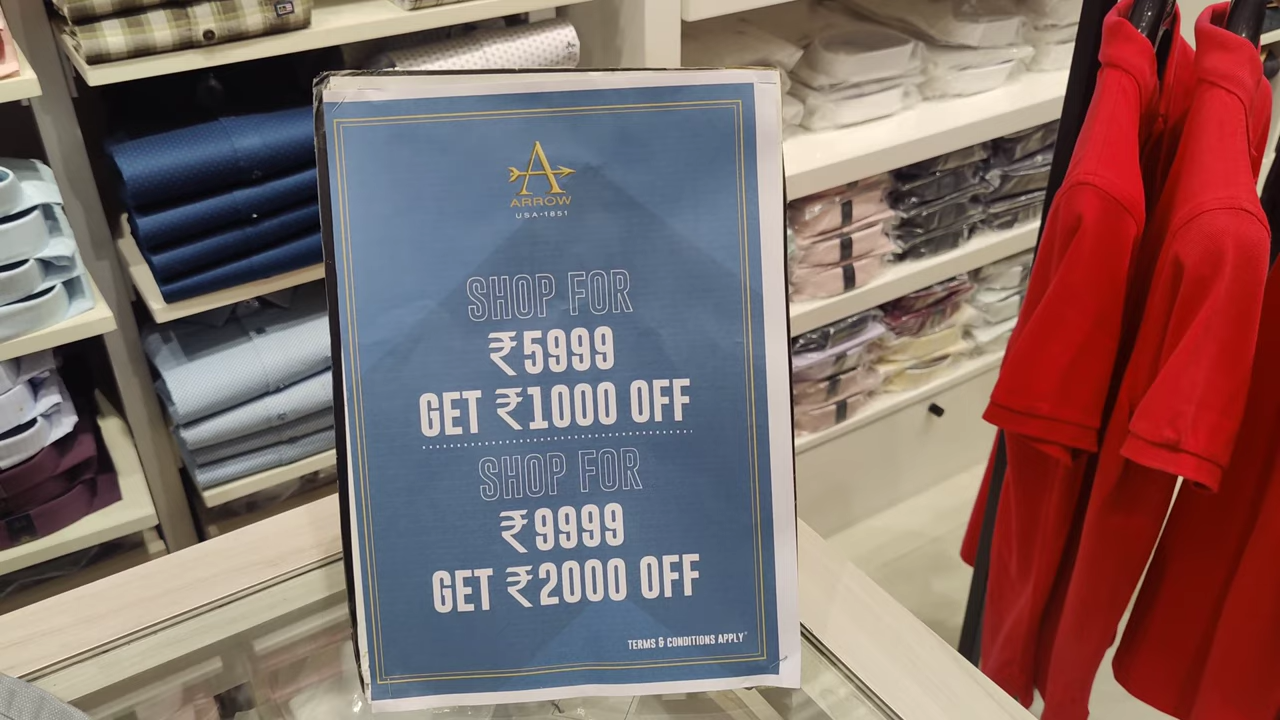 ARROW
USA•1851
SHOP FOR
₹5999
GET ₹1000 OFF
SHOP FOR
₹9999
GET ₹2000 OFF
TERMS & CONDITIONS APPLY*